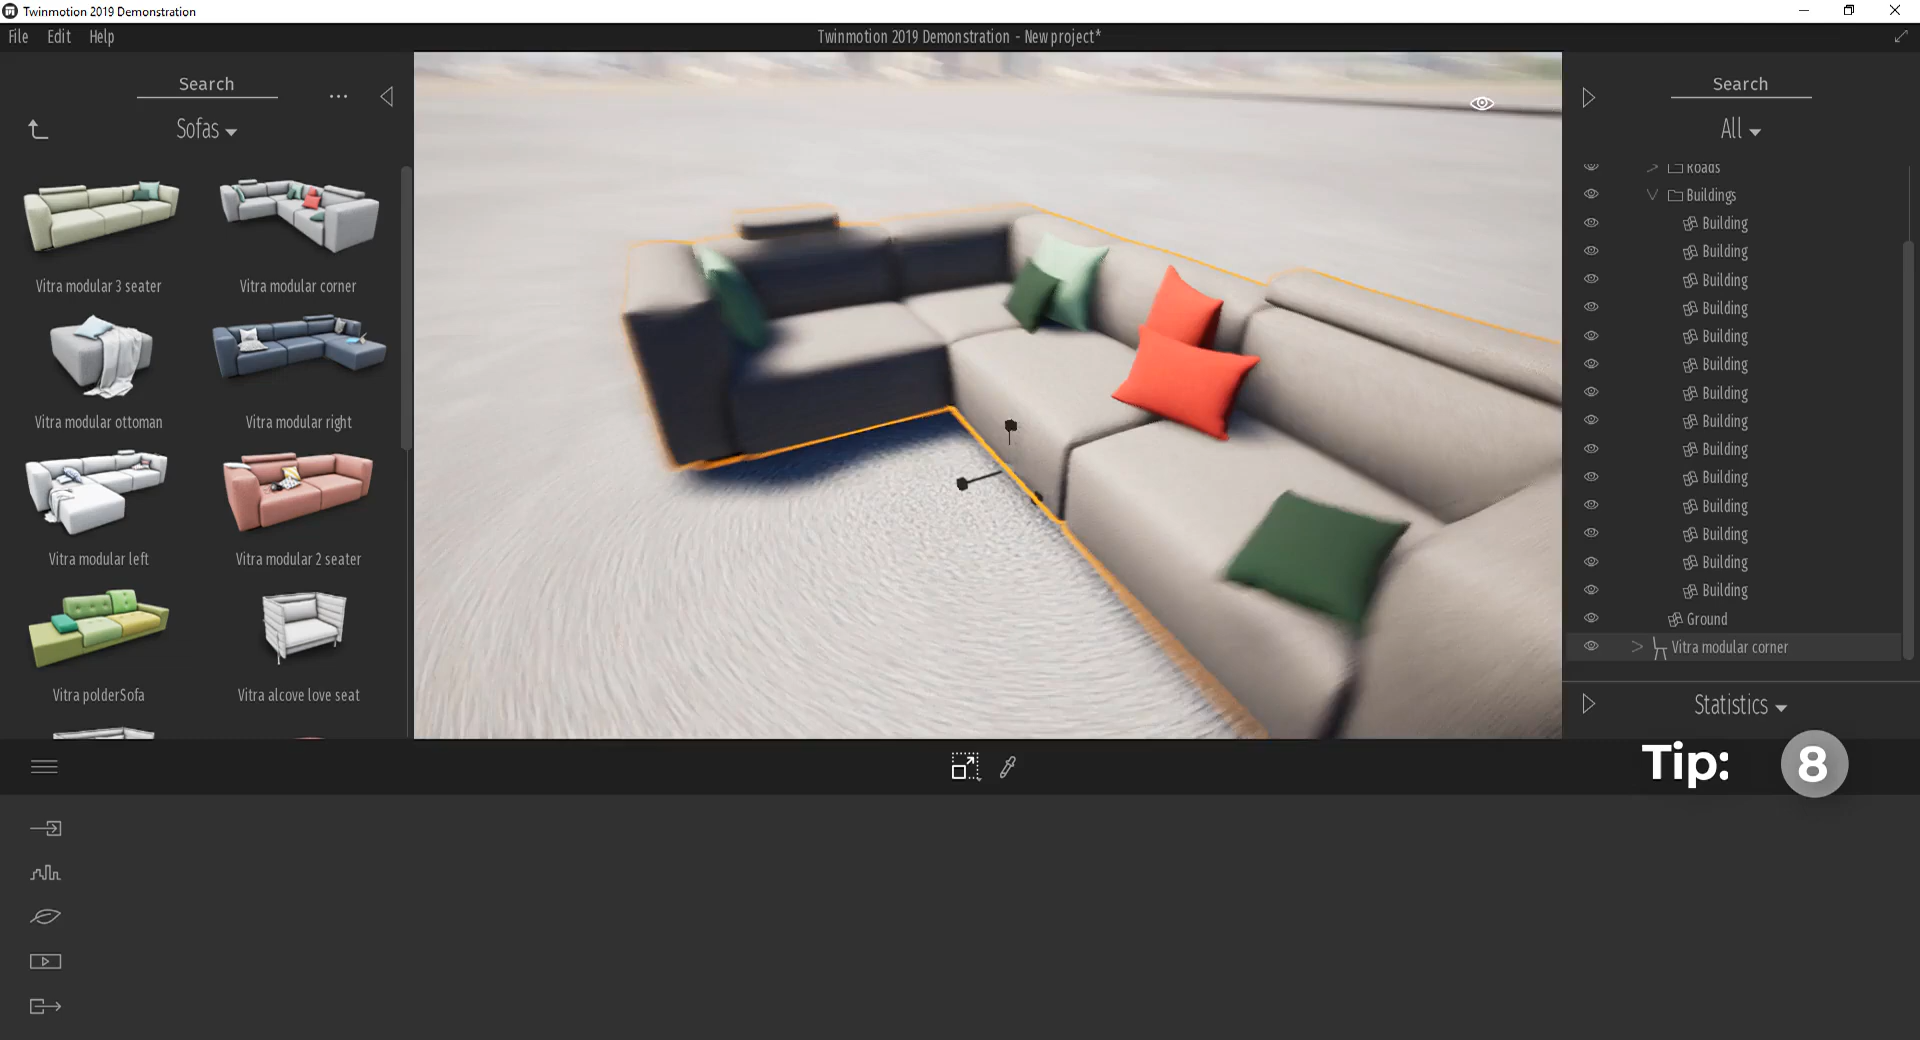 Twinmotion 2019 Demonstration
File Edit Help
Twinmotion 2019 Demonstration - New project*
Search
Sofas
Vitra modular 3 seater
Vitra modular corner
Vitra modular ottoman
Vitra modular right
Vitra modular left
Vitra modular 2 seater
Vitra polderSofa
Vitra alcove love seat
Search
All
Roads
Buildings
Building
Building
Building
Building
Building
Building
Building
Building
Building
Building
Building
Building
Building
Building
Ground
Vitra modular corner
Statistics
Tip: 8